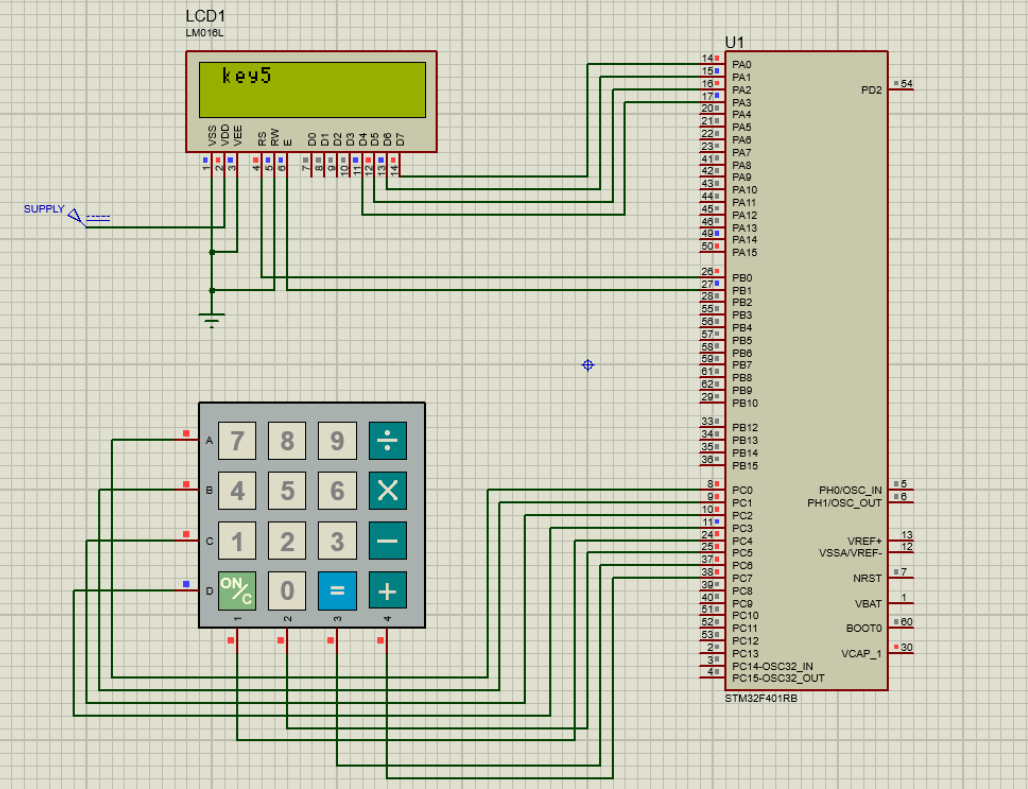 LCD1
LM016L
key5
VSS
VDD
VEE
RS
RW
E
D0
D1
D2
D3
D4
D5
D6
D7
1
2
3
4
5
6
7
8
9
10
11
12
13
14
SUPPLY
U1
14 PA0
15 PA1
16 PA2
17 PA3
20 PA4
21 PA5
22 PA6
23 PA7
41 PA8
42 PA9
43 PA10
44 PA11
45 PA12
46 PA13
49 PA14
50 PA15
26 PB0
27 PB1
28 PB2
55 PB3
56 PB4
57 PB5
58 PB6
59 PB7
61 PB8
62 PB9
29 PB10
33 PB12
34 PB13
35 PB14
36 PB15
8 PC0
9 PC1
10 PC2
11 PC3
24 PC4
25 PC5
37 PC6
38 PC7
39 PC8
40 PC9
51 PC10
52 PC11
53 PC12
2 PC13
3 PC14-OSC32_IN
4 PC15-OSC32_OUT
PD2 54
PH0/OSC_IN 5
PH1/OSC_OUT 6
VREF+ 13
VSSA/VREF- 12
NRST 7
VBAT 1
BOOT0 60
VCAP_1 30
STM32F401RB
A 7 8 9 ÷
B 4 5 6 ×
C 1 2 3 −
D ON/C 0 = +
1 2 3 4